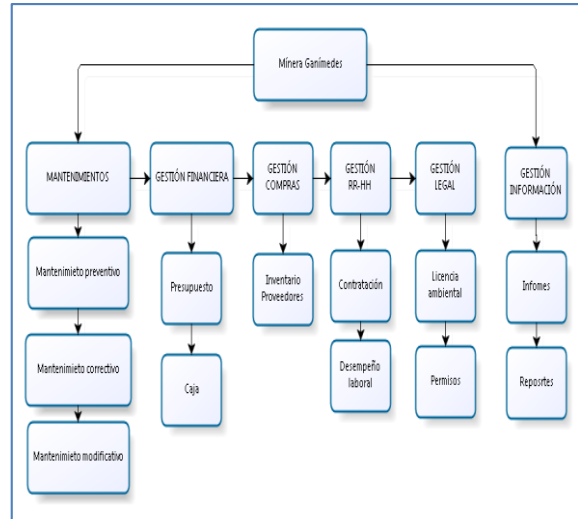 Mínera Ganímedes
MANTENIMIENTOS
GESTIÓN FINANCIERA
GESTIÓN
COMPRAS
GESTIÓN
RR-HH
GESTIÓN
LEGAL
GESTIÓN
INFORMACIÓN
Mantenimieto preventivo
Presupuesto
Inventario
Proveedores
Contratación
Licencia
ambiental
Infomes
Mantenimieto correctivo
Caja
Desempeño
laboral
Permisos
Reposrtes
Mantenimieto modificativo